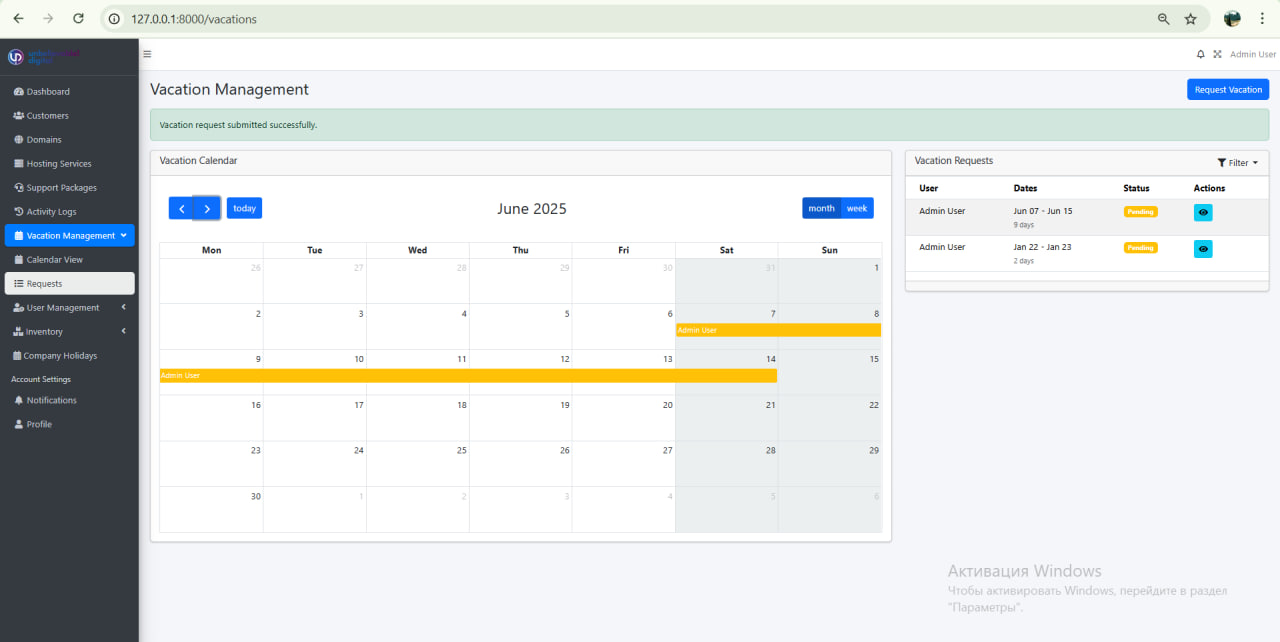 127.0.0.1:8000/vacations
Admin User
Dashboard
Customers
Domains
Hosting Services
Support Packages
Activity Logs
Vacation Management
Calendar View
Requests
User Management
Inventory
Company Holidays
Account Settings
Notifications
Profile
Vacation Management
Request Vacation
Vacation request submitted successfully.
Vacation Calendar
today
June 2025
month week
Mon Tue Wed Thu Fri Sat Sun
26 27 28 29 30 31 1
2 3 4 5 6 7 8
Admin User
9 10 11 12 13 14 15
Admin User
16 17 18 19 20 21 22
23 24 25 26 27 28 29
30 1 2 3 4 5 6
Vacation Requests
Filter
User Dates Status Actions
Admin User Jun 07 - Jun 15 Pending
9 days
Admin User Jan 22 - Jan 23 Pending
2 days
Активация Windows
Чтобы активировать Windows, перейдите в раздел
"Параметры".